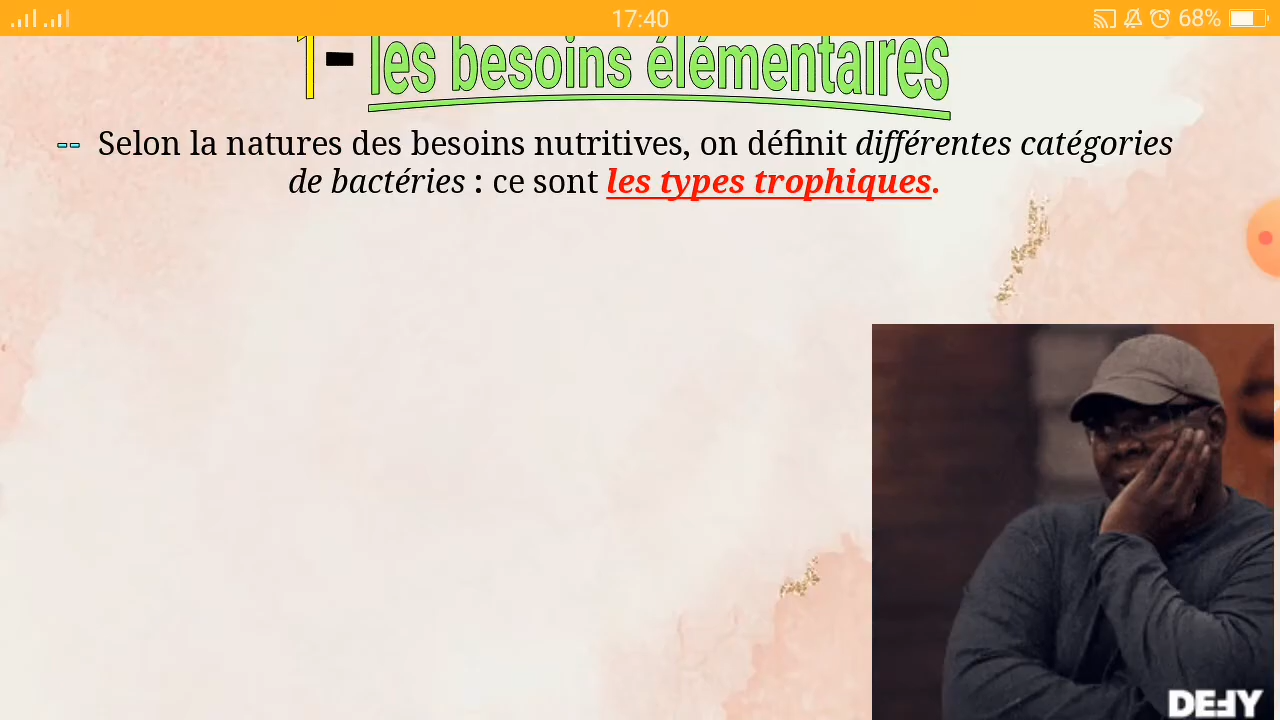 17:40
68%
1- les besoins élémentaires
-- Selon la natures des besoins nutritives, on définit différentes catégories
de bactéries : ce sont les types trophiques.
DEFY